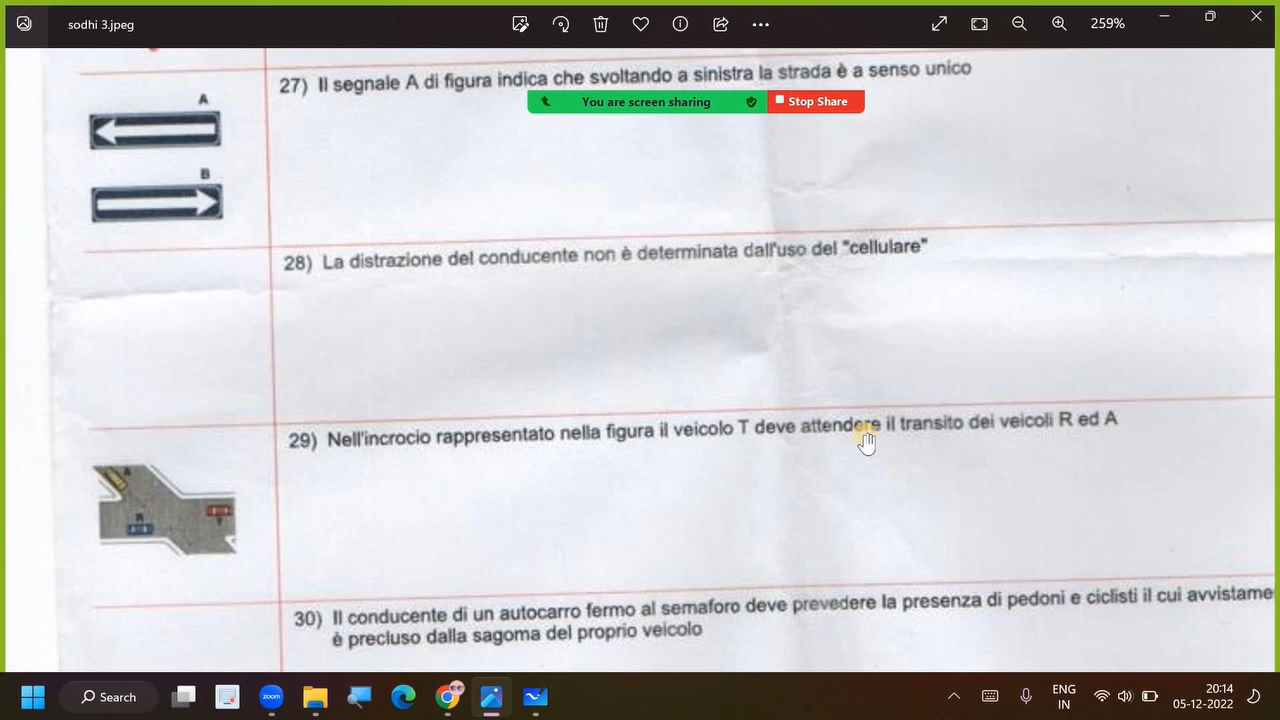 sodhi 3.jpeg
259%
27) Il segnale A di figura indica che svoltando a sinistra la strada è a senso unico
You are screen sharing
Stop Share
A
B
28) La distrazione del conducente non è determinata dall'uso del "cellulare"
29) Nell'incrocio rappresentato nella figura il veicolo T deve attendere il transito dei veicoli R ed A
A
R
T
30) Il conducente di un autocarro fermo al semaforo deve prevedere la presenza di pedoni e ciclisti il cui avvistame
è precluso dalla sagoma del proprio veicolo
Search
zoom
ENG
IN
20:14
05-12-2022